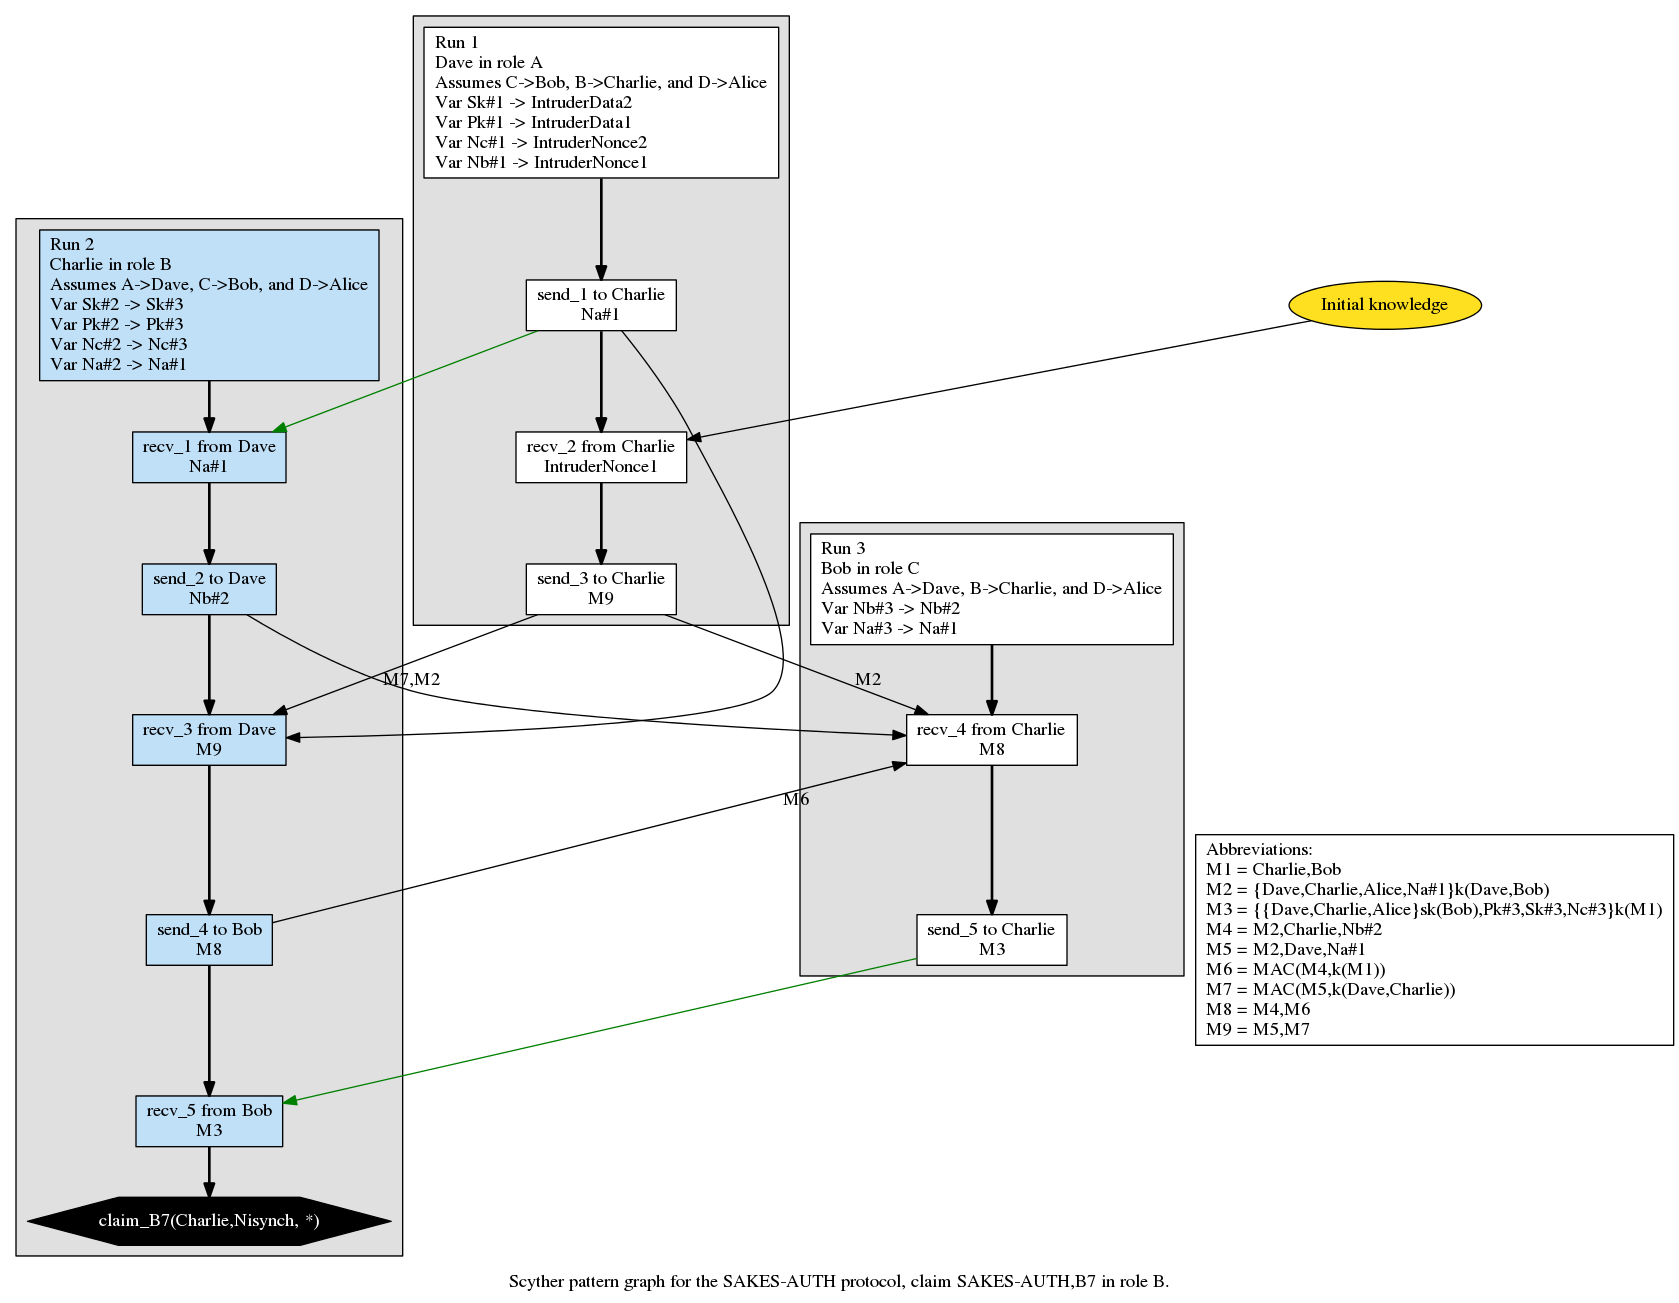 Run 1
Dave in role A
Assumes C->Bob, B->Charlie, and D->Alice
Var Sk#1 -> IntruderData2
Var Pk#1 -> IntruderData1
Var Nc#1 -> IntruderNonce2
Var Nb#1 -> IntruderNonce1
Run 2
Charlie in role B
Assumes A->Dave, C->Bob, and D->Alice
Var Sk#2 -> Sk#3
Var Pk#2 -> Pk#3
Var Nc#2 -> Nc#3
Var Na#2 -> Na#1
send_1 to Charlie
Na#1
Initial knowledge
recv_1 from Dave
Na#1
recv_2 from Charlie
IntruderNonce1
send_2 to Dave
Nb#2
send_3 to Charlie
M9
Run 3
Bob in role C
Assumes A->Dave, B->Charlie, and D->Alice
Var Nb#3 -> Nb#2
Var Na#3 -> Na#1
M7,M2
M2
recv_3 from Dave
M9
recv_4 from Charlie
M8
M6
send_4 to Bob
M8
send_5 to Charlie
M3
Abbreviations:
M1 = Charlie,Bob
M2 = {Dave,Charlie,Alice,Na#1}k(Dave,Bob)
M3 = {{Dave,Charlie,Alice}sk(Bob),Pk#3,Sk#3,Nc#3}k(M1)
M4 = M2,Charlie,Nb#2
M5 = M2,Dave,Na#1
M6 = MAC(M4,k(M1))
M7 = MAC(M5,k(Dave,Charlie))
M8 = M4,M6
M9 = M5,M7
recv_5 from Bob
M3
claim_B7(Charlie,Nisynch, *)
Scyther pattern graph for the SAKES-AUTH protocol, claim SAKES-AUTH,B7 in role B.